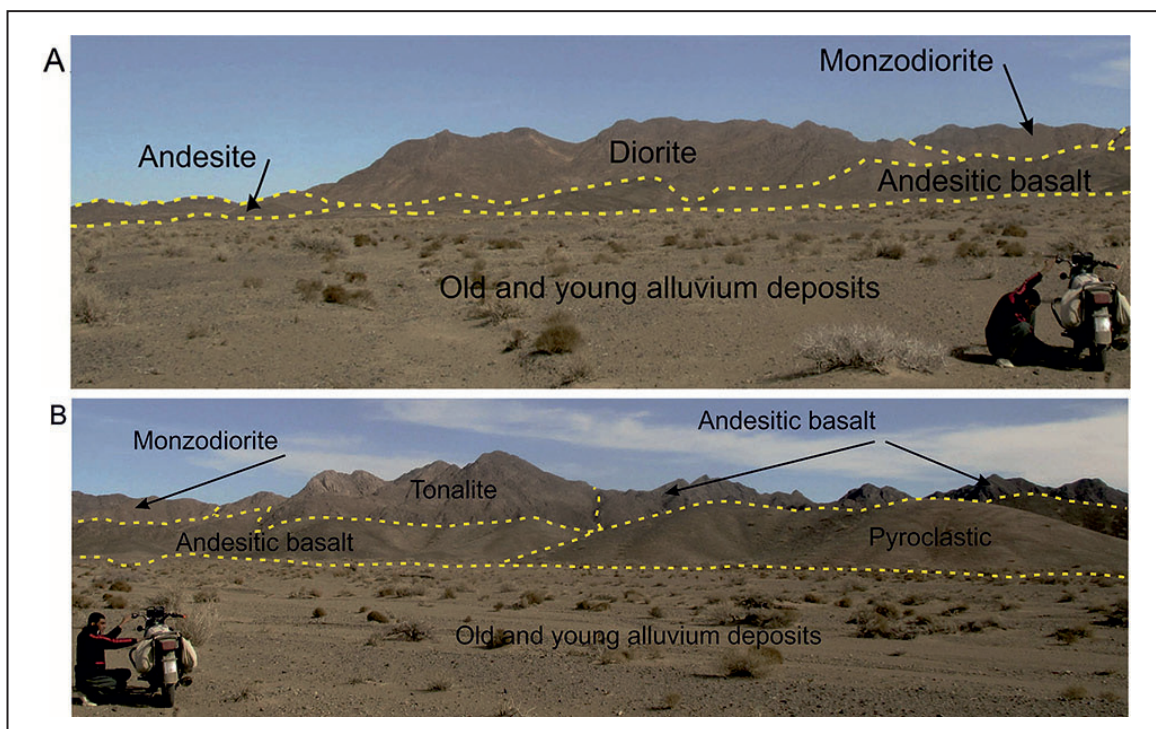 A
Monzodiorite
Andesite
Diorite
Andesitic basalt
Old and young alluvium deposits
B
Andesitic basalt
Monzodiorite
Tonalite
Andesitic basalt
Pyroclastic
Old and young alluvium deposits